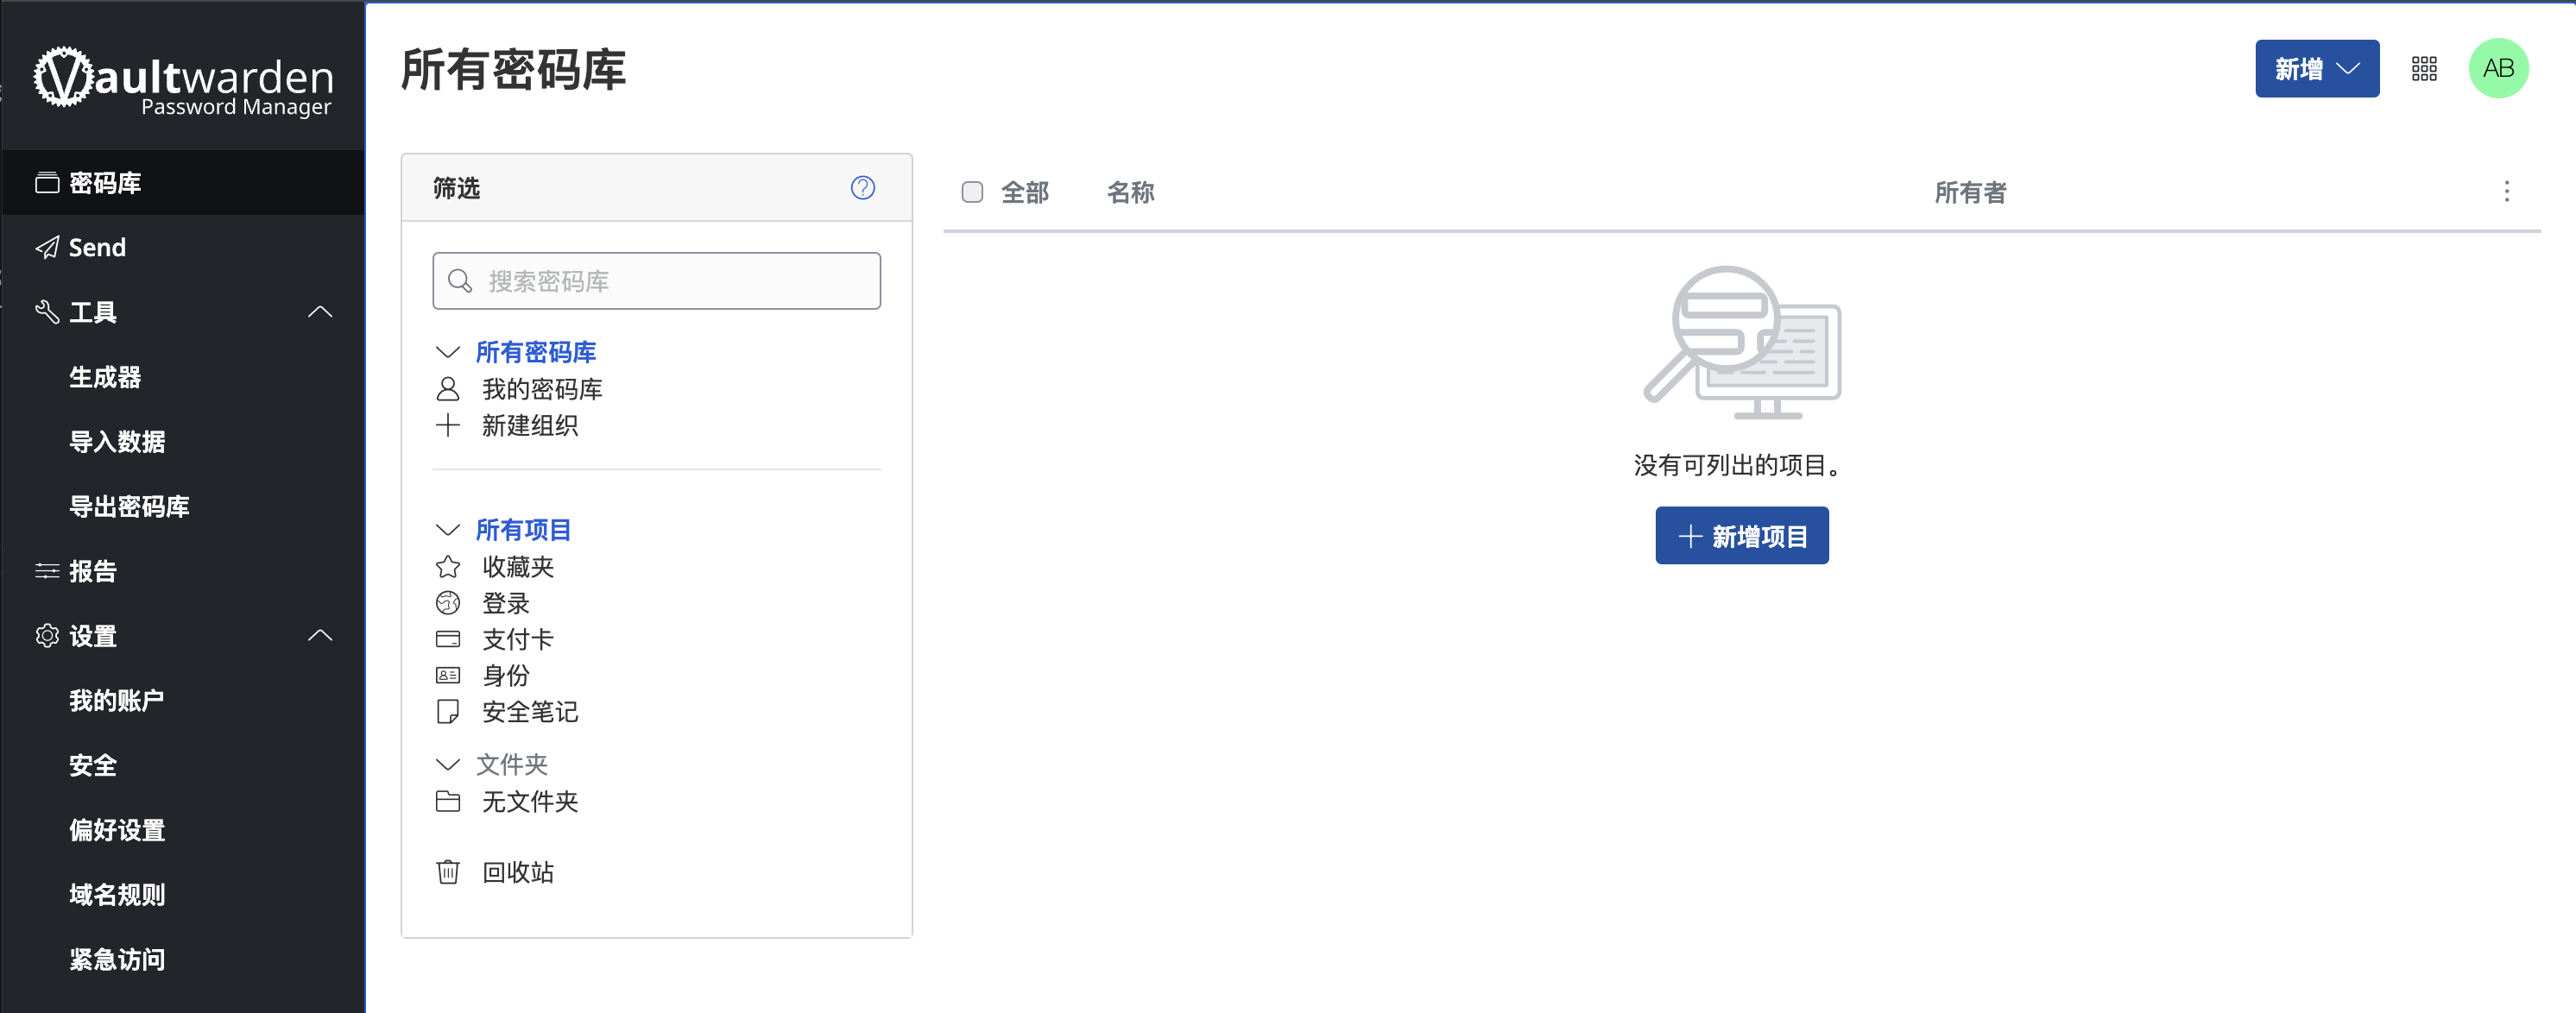 Vaultwarden
Password Manager
密码库
Send
工具
生成器
导入数据
导出密码库
报告
设置
我的账户
安全
偏好设置
域名规则
紧急访问
所有密码库
新增
AB
筛选
搜索密码库
所有密码库
我的密码库
新建组织
所有项目
收藏夹
登录
支付卡
身份
安全笔记
文件夹
无文件夹
回收站
全部 名称 所有者
没有可列出的项目。
新增项目